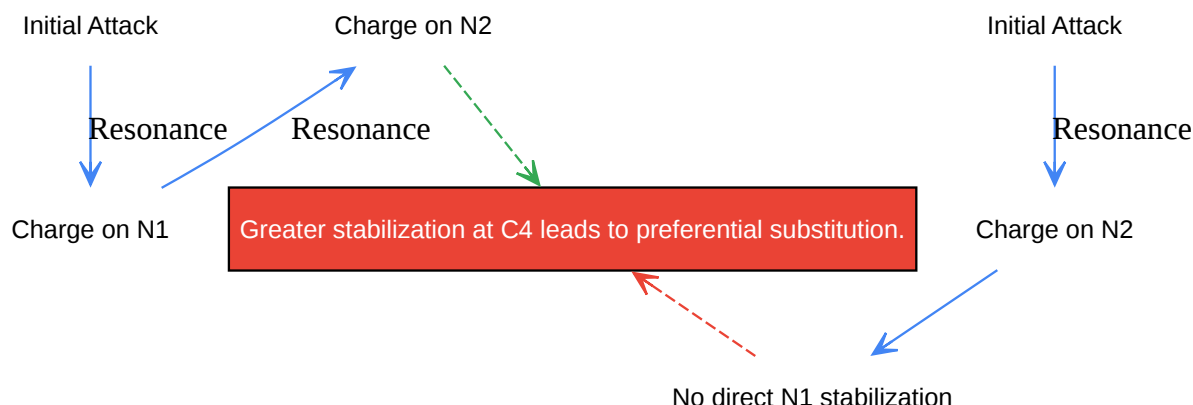 Initial Attack
Charge on N2
Initial Attack
Resonance
Resonance
Resonance
Charge on N1
Greater stabilization at C4 leads to preferential substitution.
Charge on N2
No direct N1 stabilization